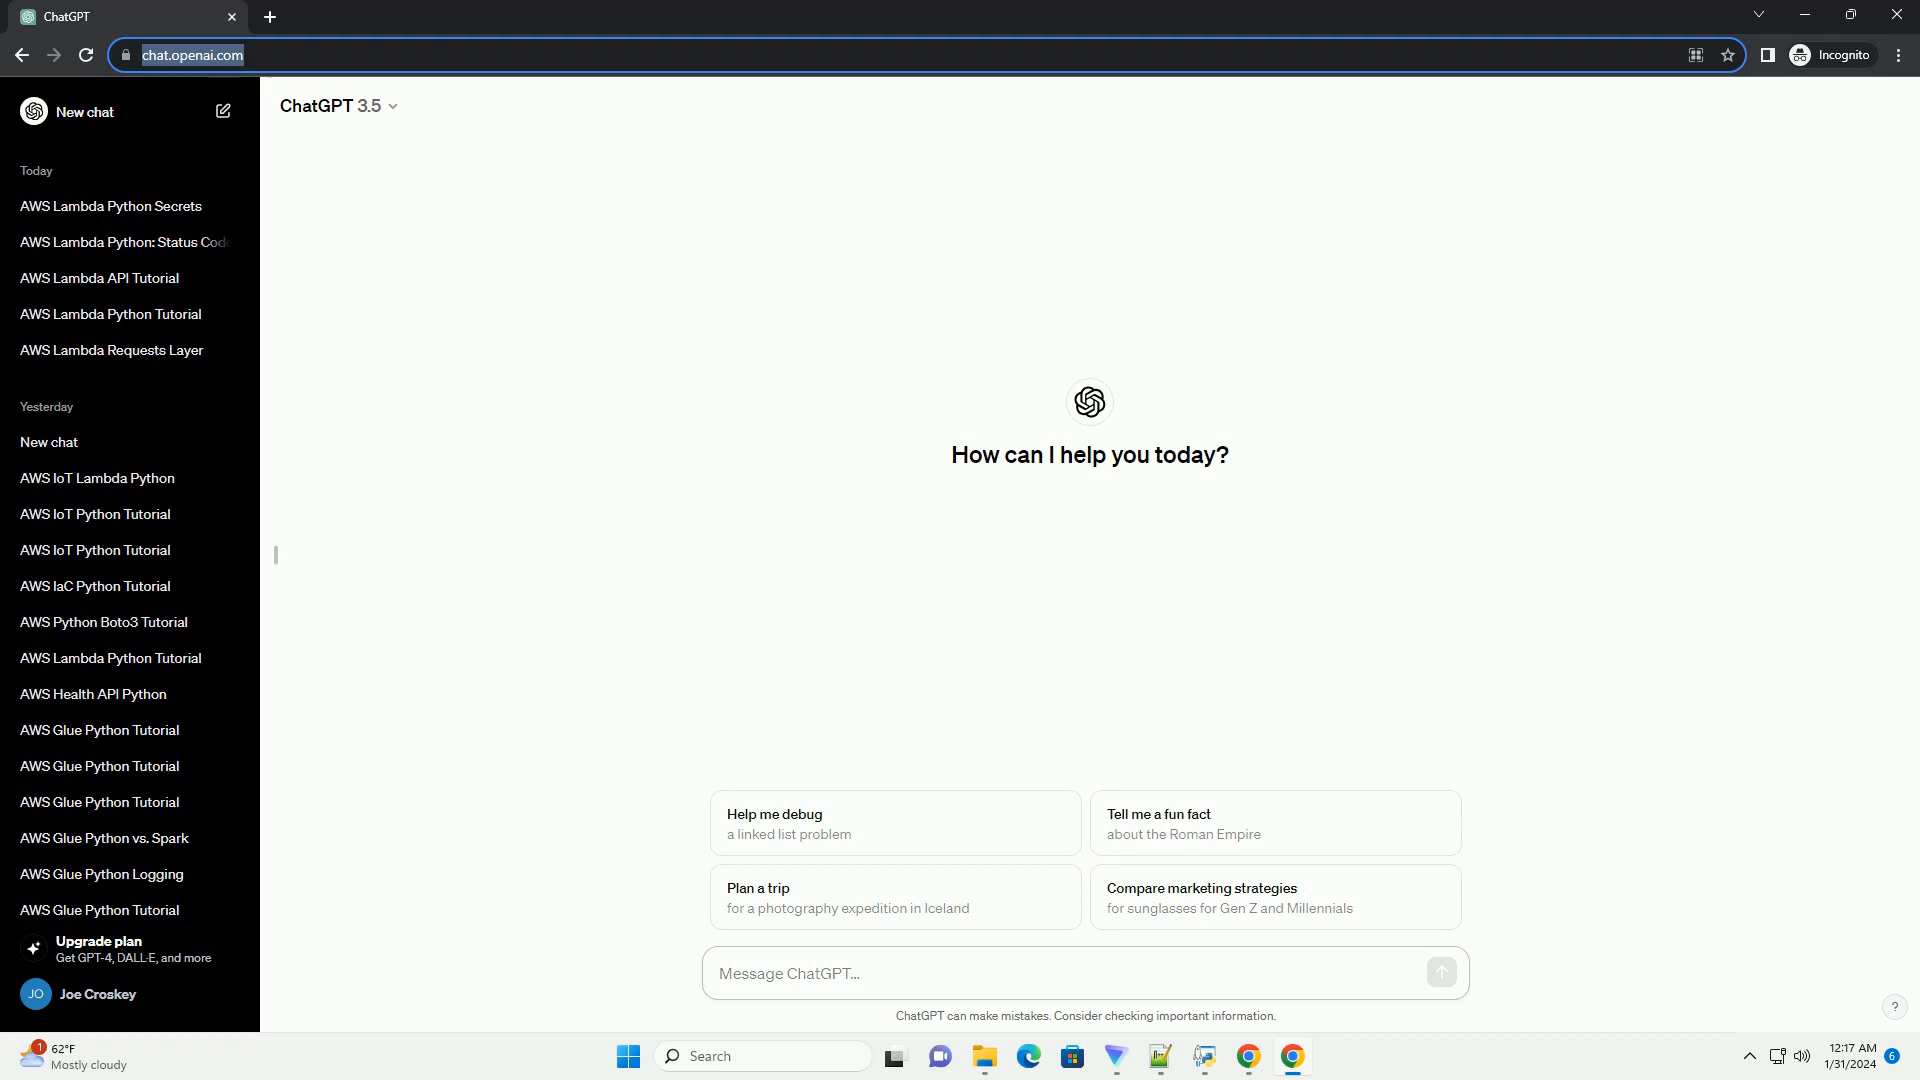 ChatGPT
chat.openai.com
Incognito
New chat
ChatGPT 3.5
Today
AWS Lambda Python Secrets
AWS Lambda Python: Status Code
AWS Lambda API Tutorial
AWS Lambda Python Tutorial
AWS Lambda Requests Layer
Yesterday
New chat
AWS IoT Lambda Python
AWS IoT Python Tutorial
AWS IoT Python Tutorial
AWS IaC Python Tutorial
AWS Python Boto3 Tutorial
AWS Lambda Python Tutorial
AWS Health API Python
AWS Glue Python Tutorial
AWS Glue Python Tutorial
AWS Glue Python Tutorial
AWS Glue Python vs. Spark
AWS Glue Python Logging
AWS Glue Python Tutorial
Upgrade plan
Get GPT-4, DALL·E, and more
JO
Joe Croskey
How can I help you today?
Help me debug
a linked list problem
Tell me a fun fact
about the Roman Empire
Plan a trip
for a photography expedition in Iceland
Compare marketing strategies
for sunglasses for Gen Z and Millennials
Message ChatGPT...
ChatGPT can make mistakes. Consider checking important information.
?
1
62°F
Mostly cloudy
Search
12:17 AM
1/31/2024
6